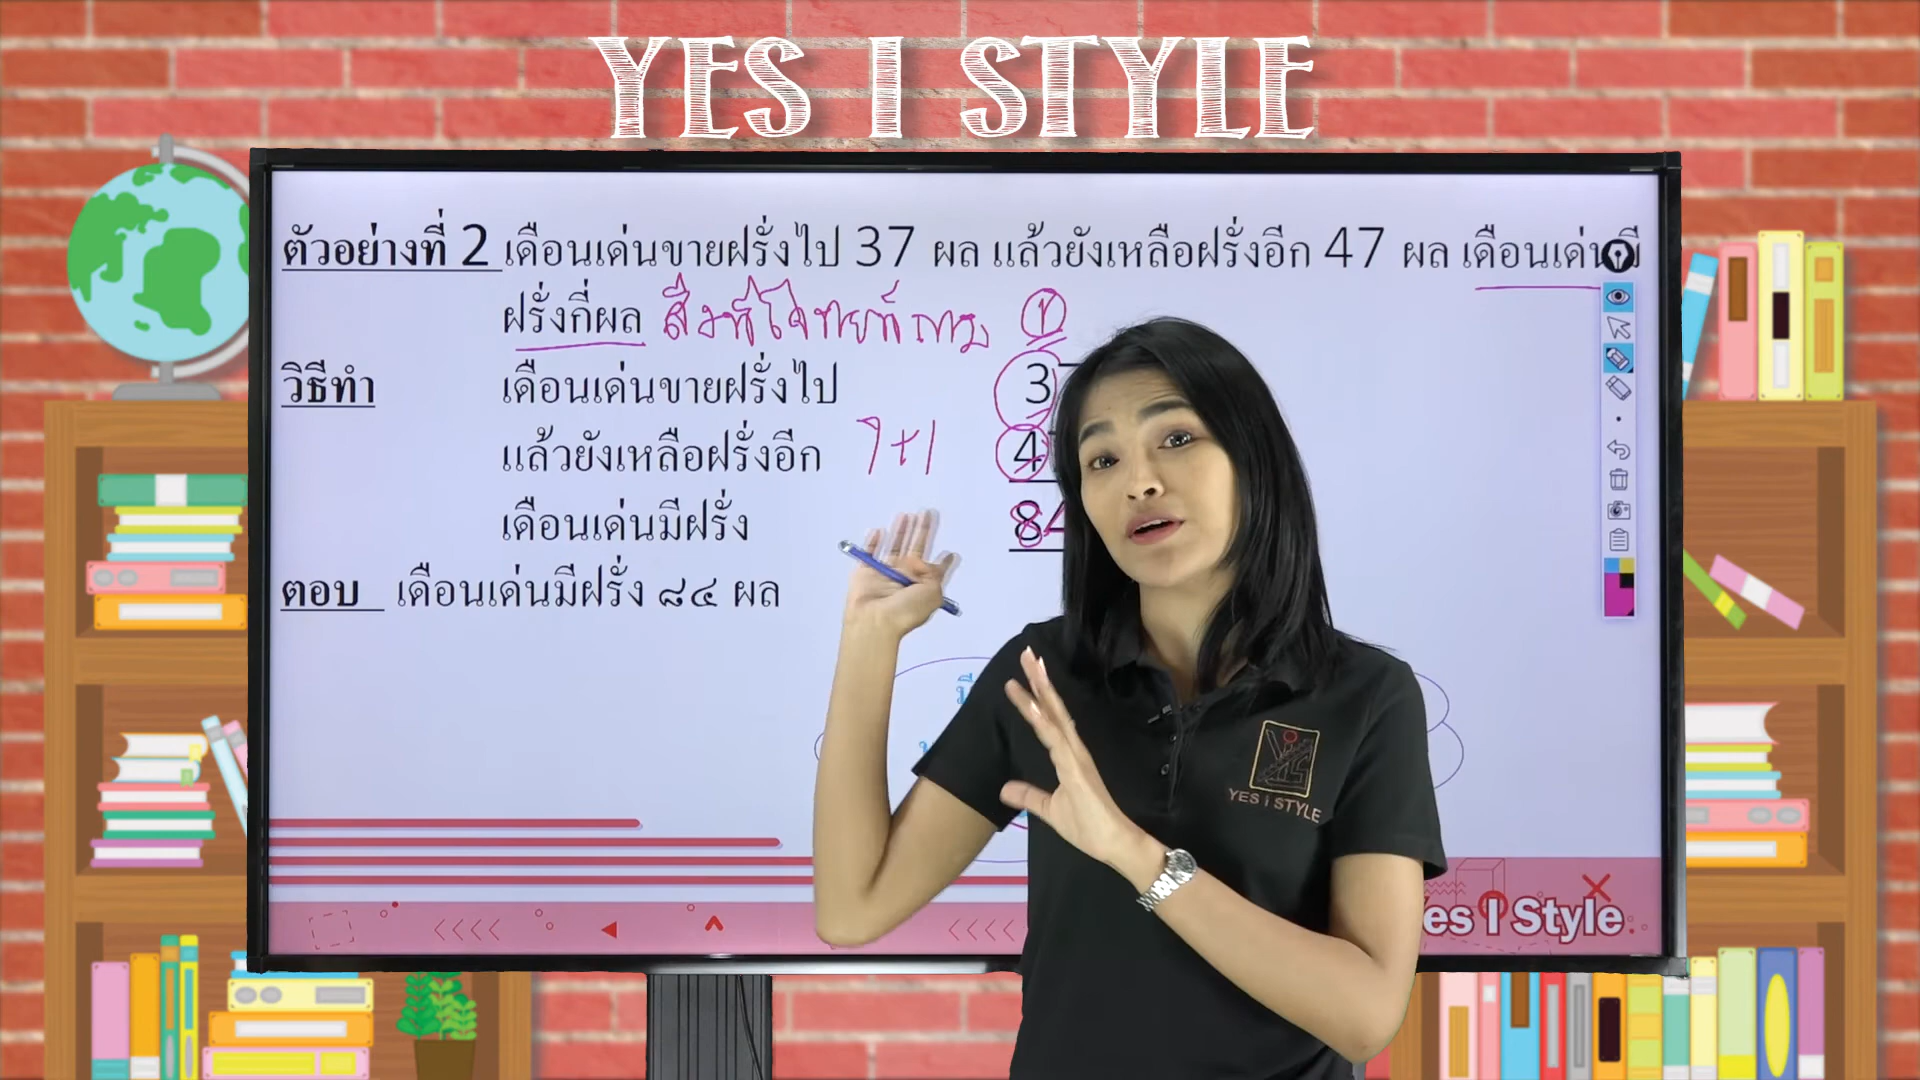 YES I STYLE
ตัวอย่างที่ 2 เดือนเด่นขายฝรั่งไป 37 ผล แล้วยังเหลือฝรั่งอีก 47 ผล เดือนเด่นมี
ฝรั่งกี่ผล สิ่งที่โจทย์ถาม 1
วิธีทำ เดือนเด่นขายฝรั่งไป 3
แล้วยังเหลือฝรั่งอีก 7+1 4
เดือนเด่นมีฝรั่ง 84
ตอบ เดือนเด่นมีฝรั่ง ๘๔ ผล
YES I STYLE
es I Style